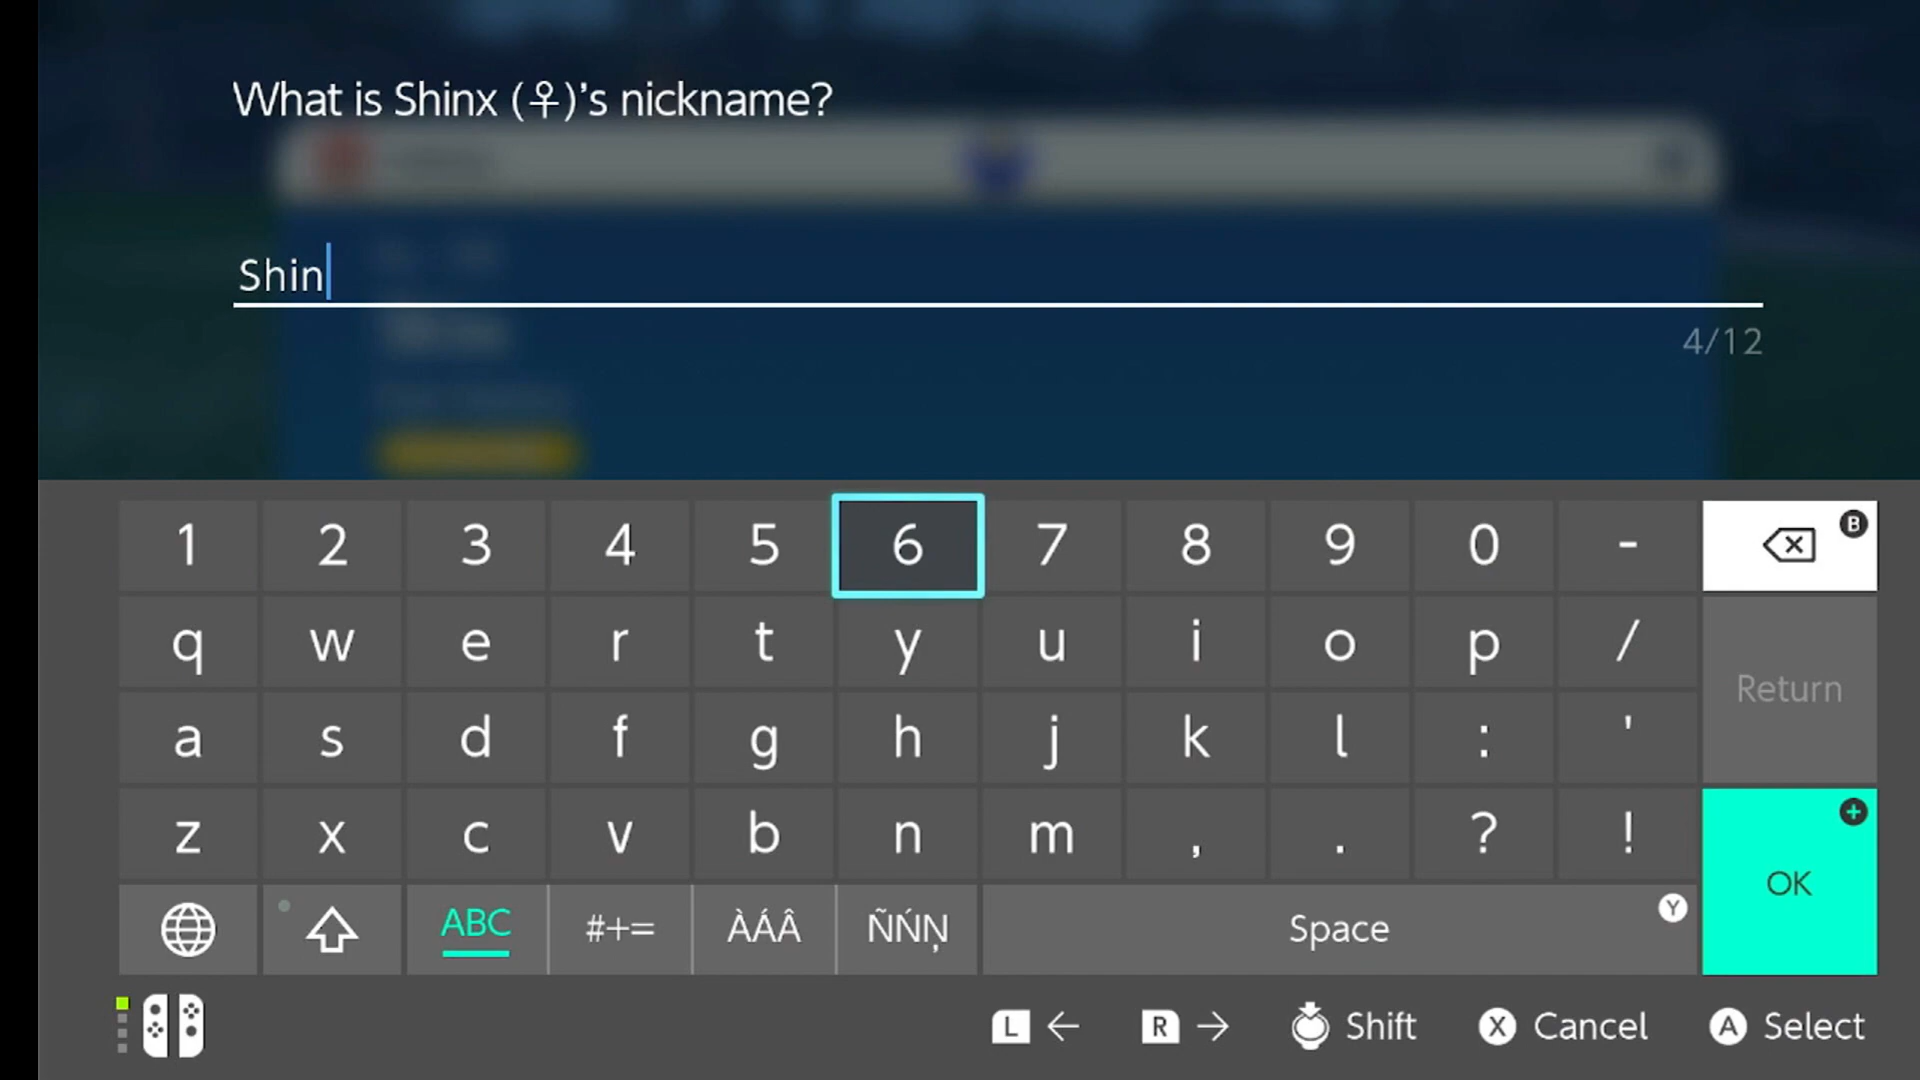 What is Shinx (♀)'s nickname?
Shin
4/12
1 2 3 4 5 6 7 8 9 0 - B
q w e r t y u i o p /
Return
a s d f g h j k l : '
z x c v b n m , . ? ! +
OK
ABC #+= ÀÁÂ ÑŃŅ Space Y
L ← R → Shift X Cancel A Select